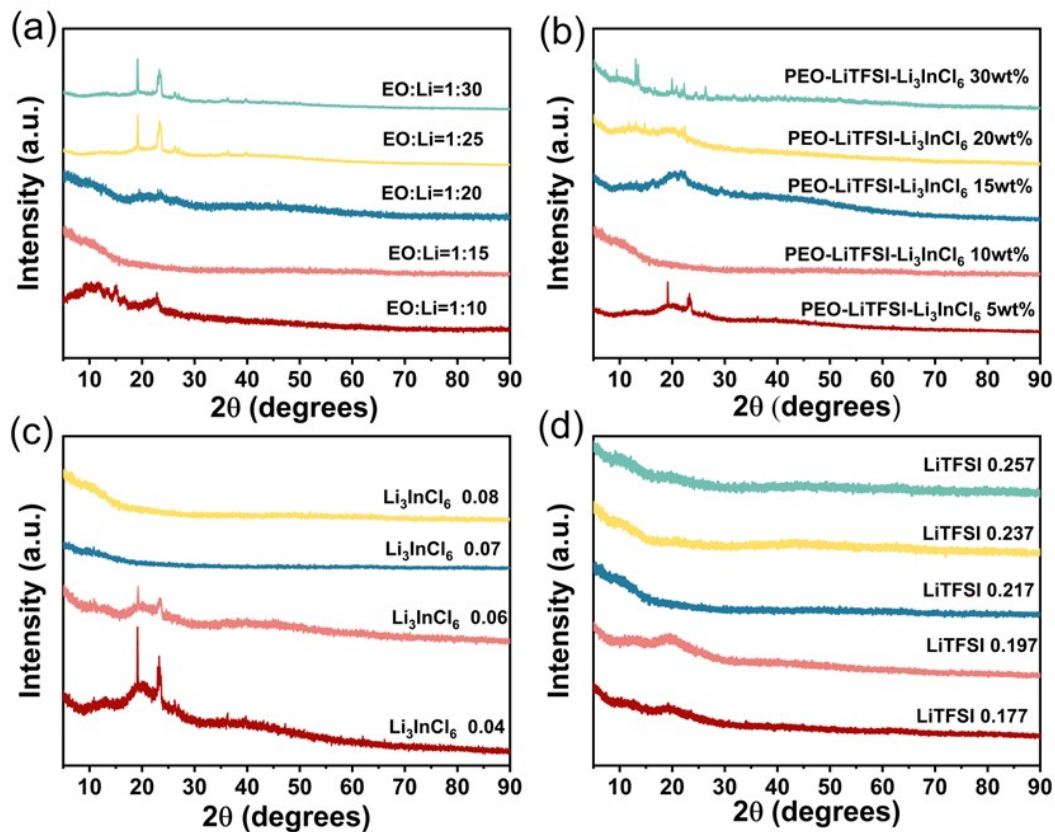 (a)
Intensity (a.u.)
EO:Li=1:30
EO:Li=1:25
EO:Li=1:20
EO:Li=1:15
EO:Li=1:10
10 20 30 40 50 60 70 80 90
2θ (degrees)
(b)
Intensity (a.u.)
PEO-LiTFSI-Li₃InCl₆ 30wt%
PEO-LiTFSI-Li₃InCl₆ 20wt%
PEO-LiTFSI-Li₃InCl₆ 15wt%
PEO-LiTFSI-Li₃InCl₆ 10wt%
PEO-LiTFSI-Li₃InCl₆ 5wt%
10 20 30 40 50 60 70 80 90
2θ (degrees)
(c)
Intensity (a.u.)
Li₃InCl₆ 0.08
Li₃InCl₆ 0.07
Li₃InCl₆ 0.06
Li₃InCl₆ 0.04
10 20 30 40 50 60 70 80 90
2θ (degrees)
(d)
Intensity (a.u.)
LiTFSI 0.257
LiTFSI 0.237
LiTFSI 0.217
LiTFSI 0.197
LiTFSI 0.177
10 20 30 40 50 60 70 80 90
2θ (degrees)